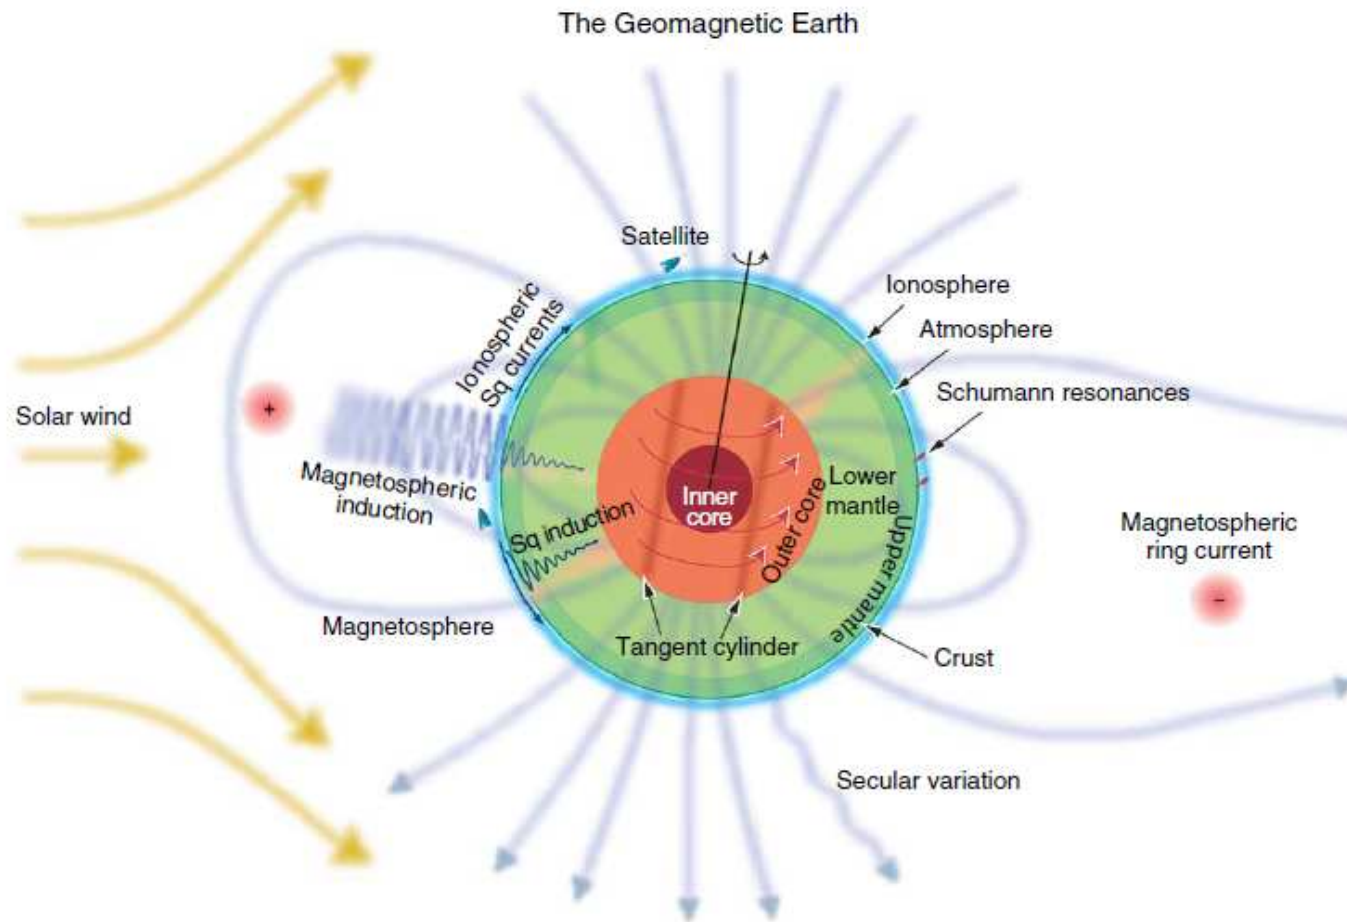 The Geomagnetic Earth
Satellite
Ionosphere
Ionospheric
Sq currents
Atmosphere
Schumann resonances
+
Solar wind
Magnetospheric
induction
Inner
core
Lower
mantle
Outer core
Upper mantle
Sq induction
Magnetospheric
ring current
-
Magnetosphere
Tangent cylinder
Crust
Secular variation